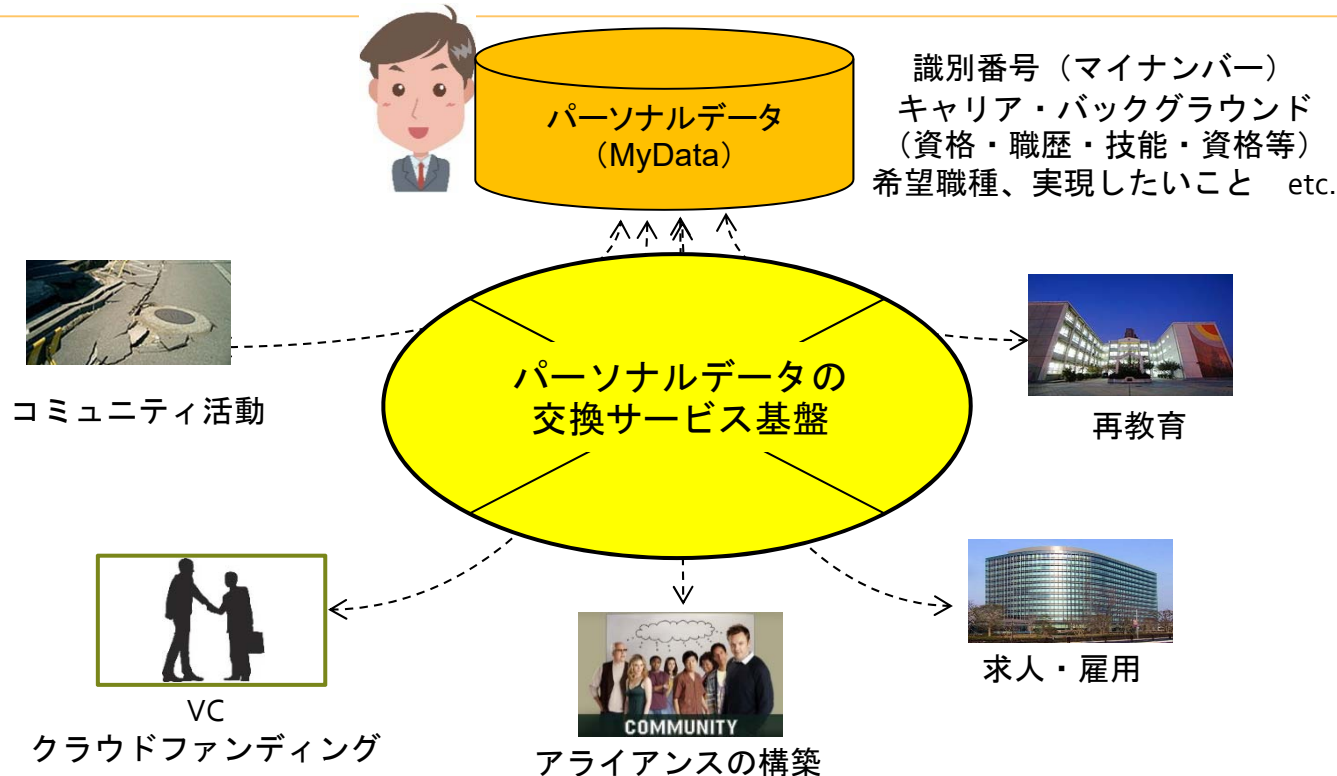 パーソナルデータ
（MyData）
識別番号（マイナンバー）
キャリア・バックグラウンド
（資格・職歴・技能・資格等）
希望職種、実現したいこと　etc.
コミュニティ活動
パーソナルデータの
交換サービス基盤
再教育
VC
クラウドファンディング
COMMUNITY
アライアンスの構築
求人・雇用